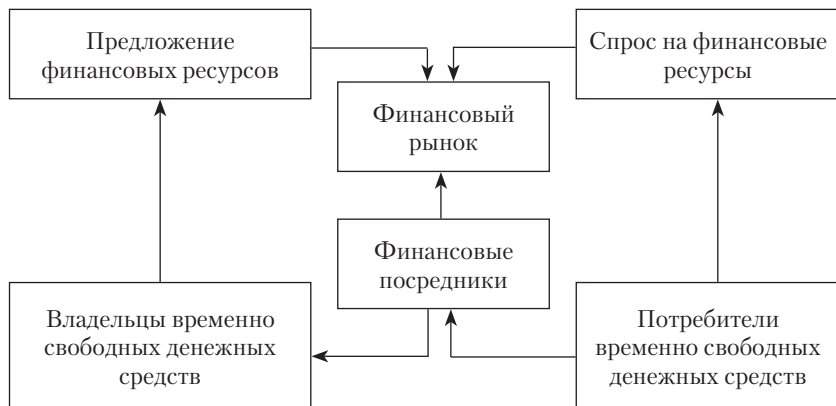 Предложение
финансовых ресурсов
Спрос на финансовые
ресурсы
Финансовый
рынок
Финансовые
посредники
Владельцы временно
свободных денежных
средств
Потребители
временно свободных
денежных средств